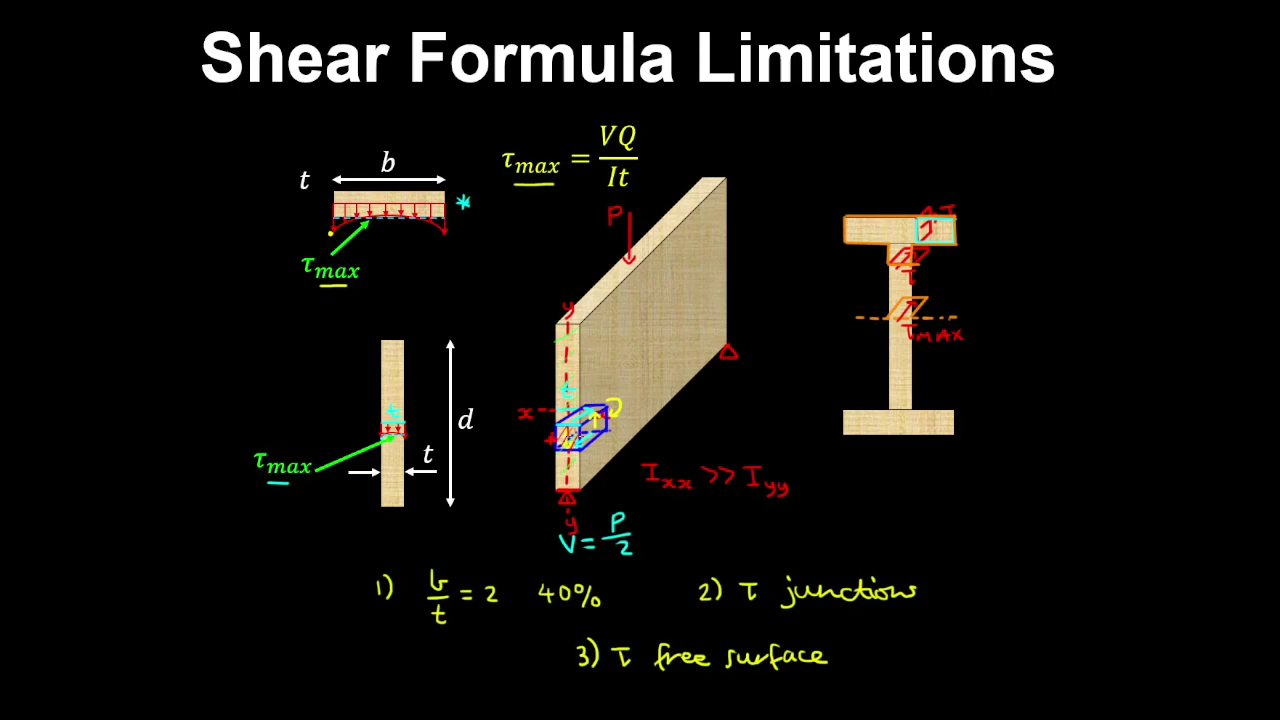 Shear Formula Limitations
τmax = VQ/It
b
t
*
τmax
P
y
τ
τ
τMAX
d
t
t
x
t
τmax
t
Ixx >> Iyy
y
V = P/2
1) b/t = 2 40% 2) τ junctions
3) τ free surface